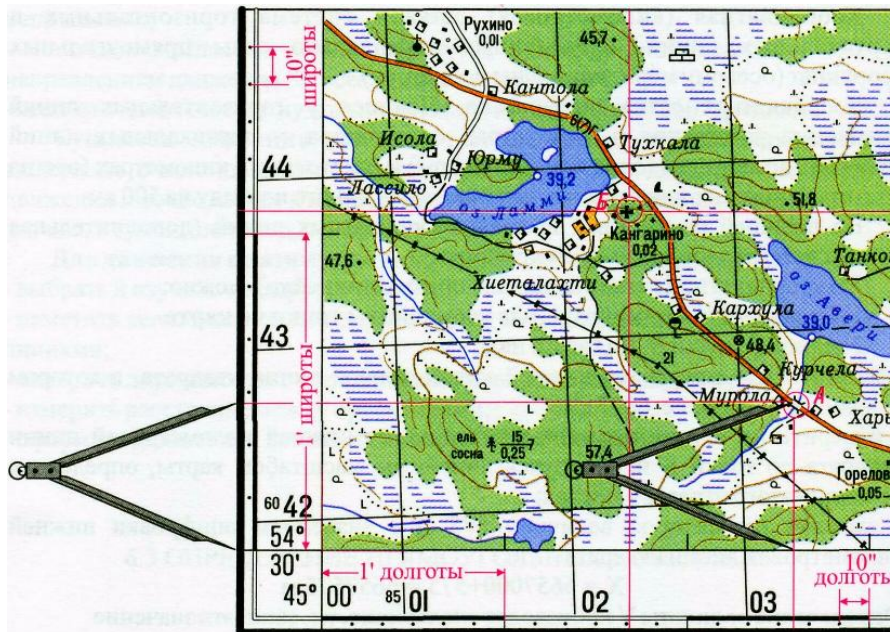 Рухино
0,01
45,7
10"
широты
Кантола
6(7)Г
Тухкала
Исола
Юрму
44
39,2
Лассило
оз. Ламми
51,8
Б
Кангарино
0,02
47,6
Танко
Хиеталахти
оз. Авери
43
Кархула
39,0
48,4
21
Курчела
1' широты
Мурола
А
Харь
ель
сосна
15
0,25
7
57,4
Горелов
0,05
60 42
54°
30'
1' долготы
10"
долготы
45° 00'
85 01
02
03